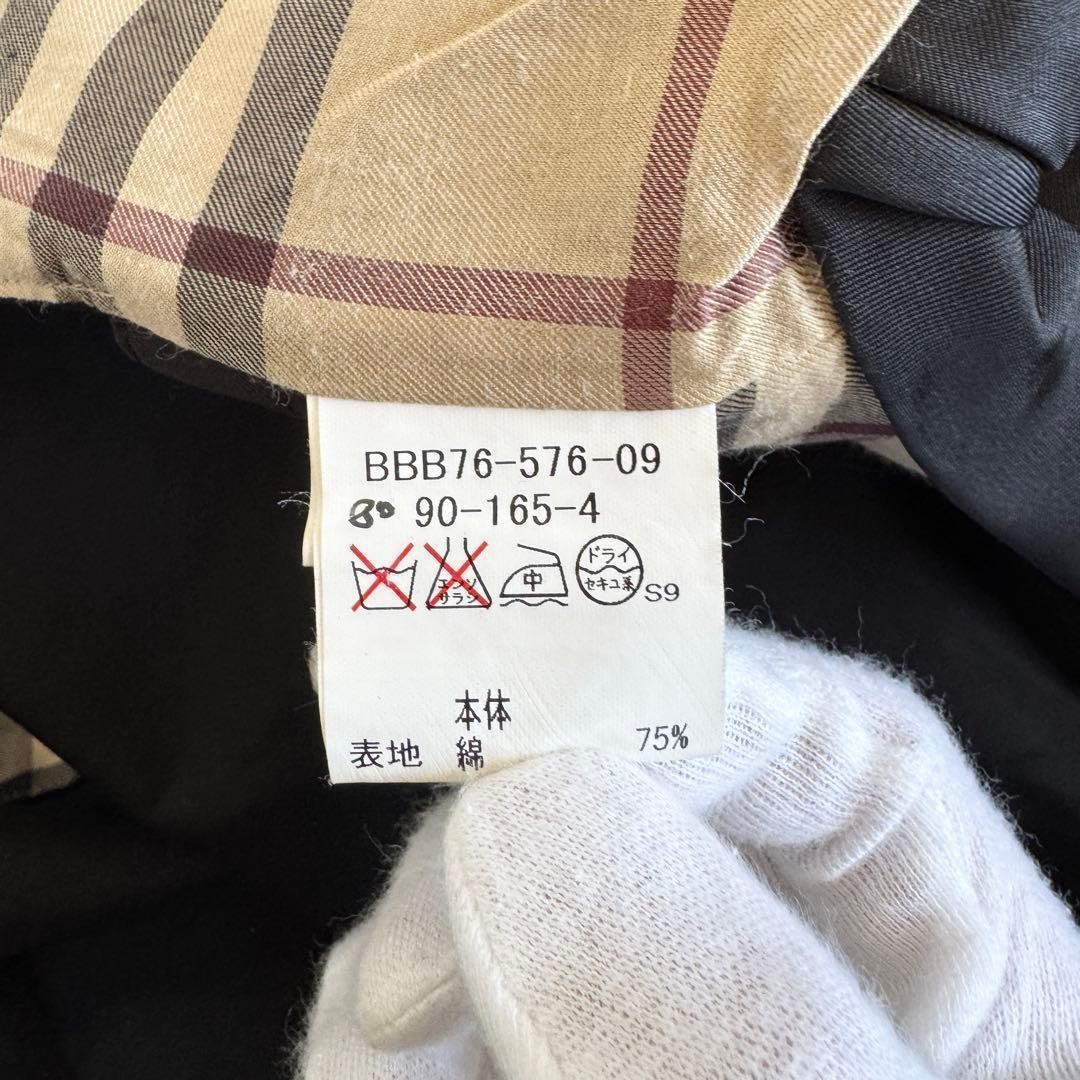 BBB76-576-09
80 90-165-4
エンソ サラシ 中 ドライ セキユ系 S9
本体
表地 綿 75%